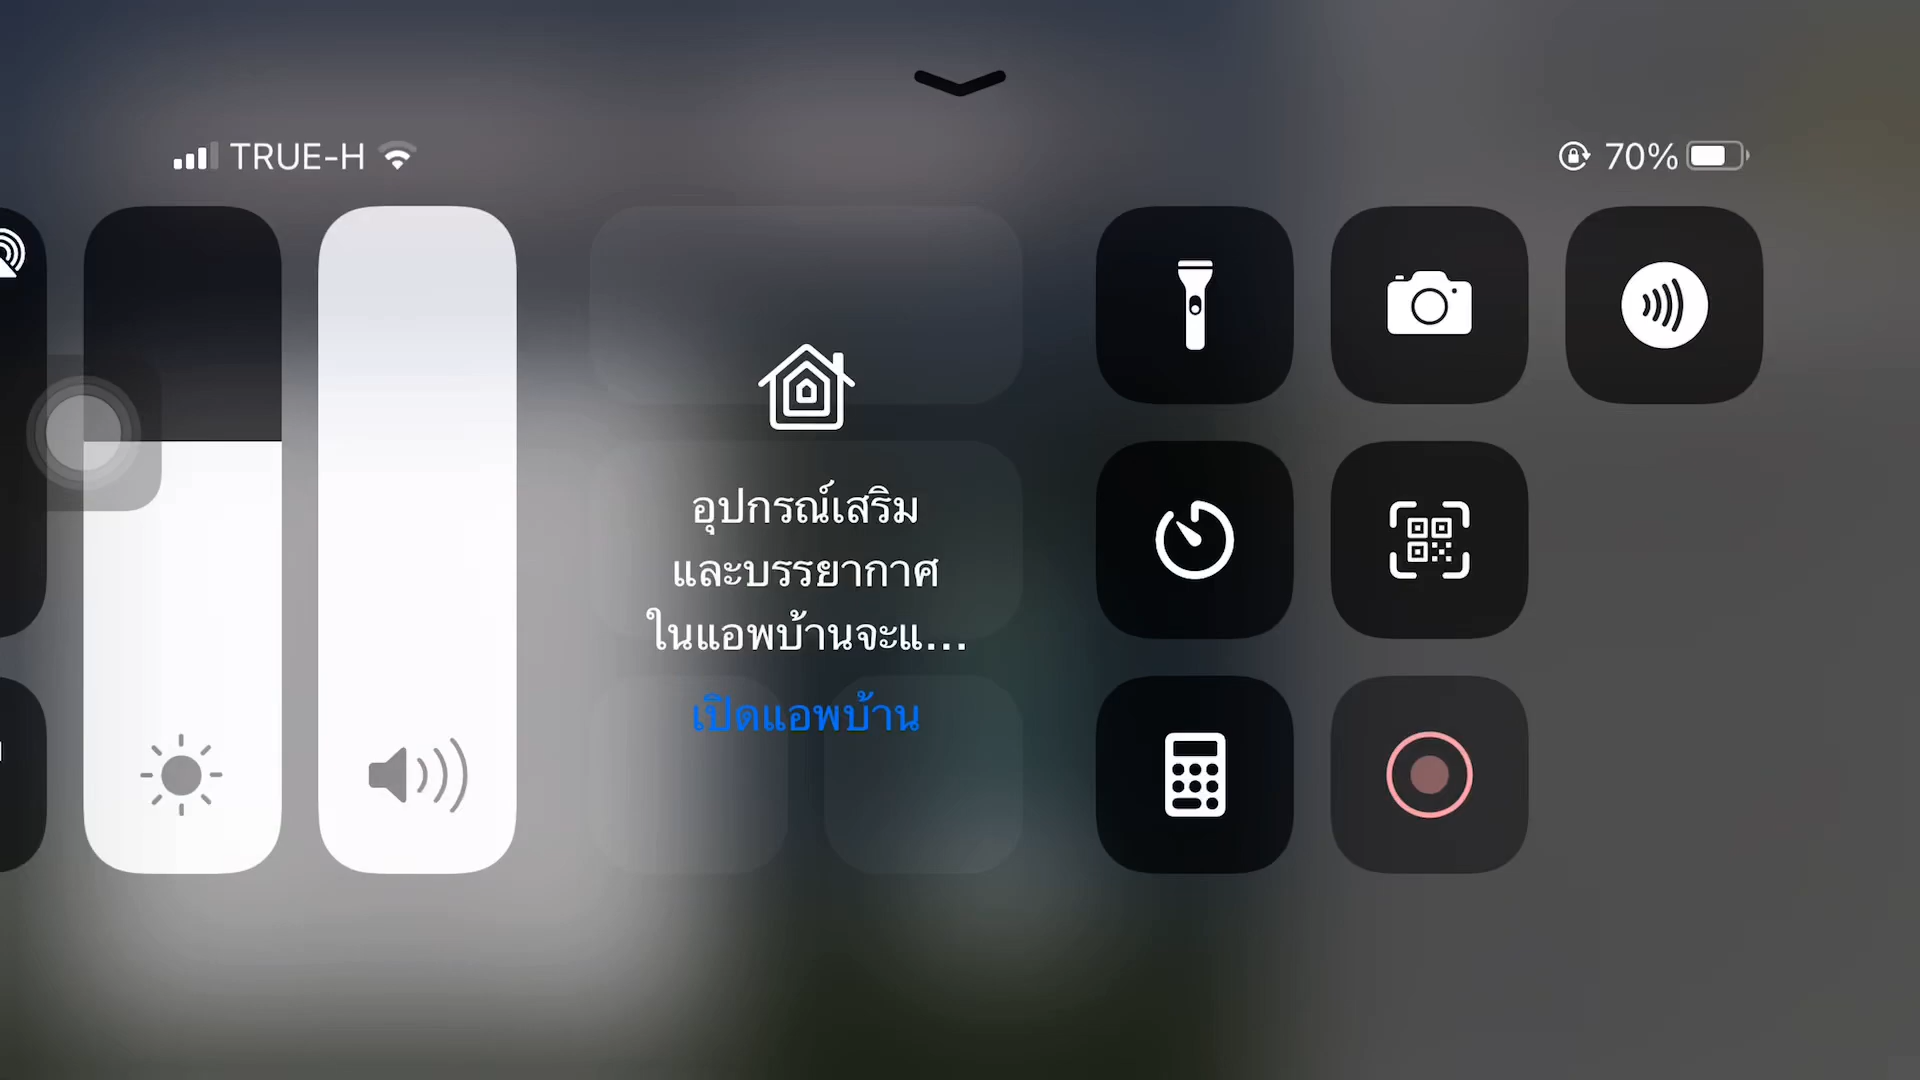 TRUE-H
70%
อุปกรณ์เสริม
และบรรยากาศ
ในแอพบ้านจะแ...
เปิดแอพบ้าน